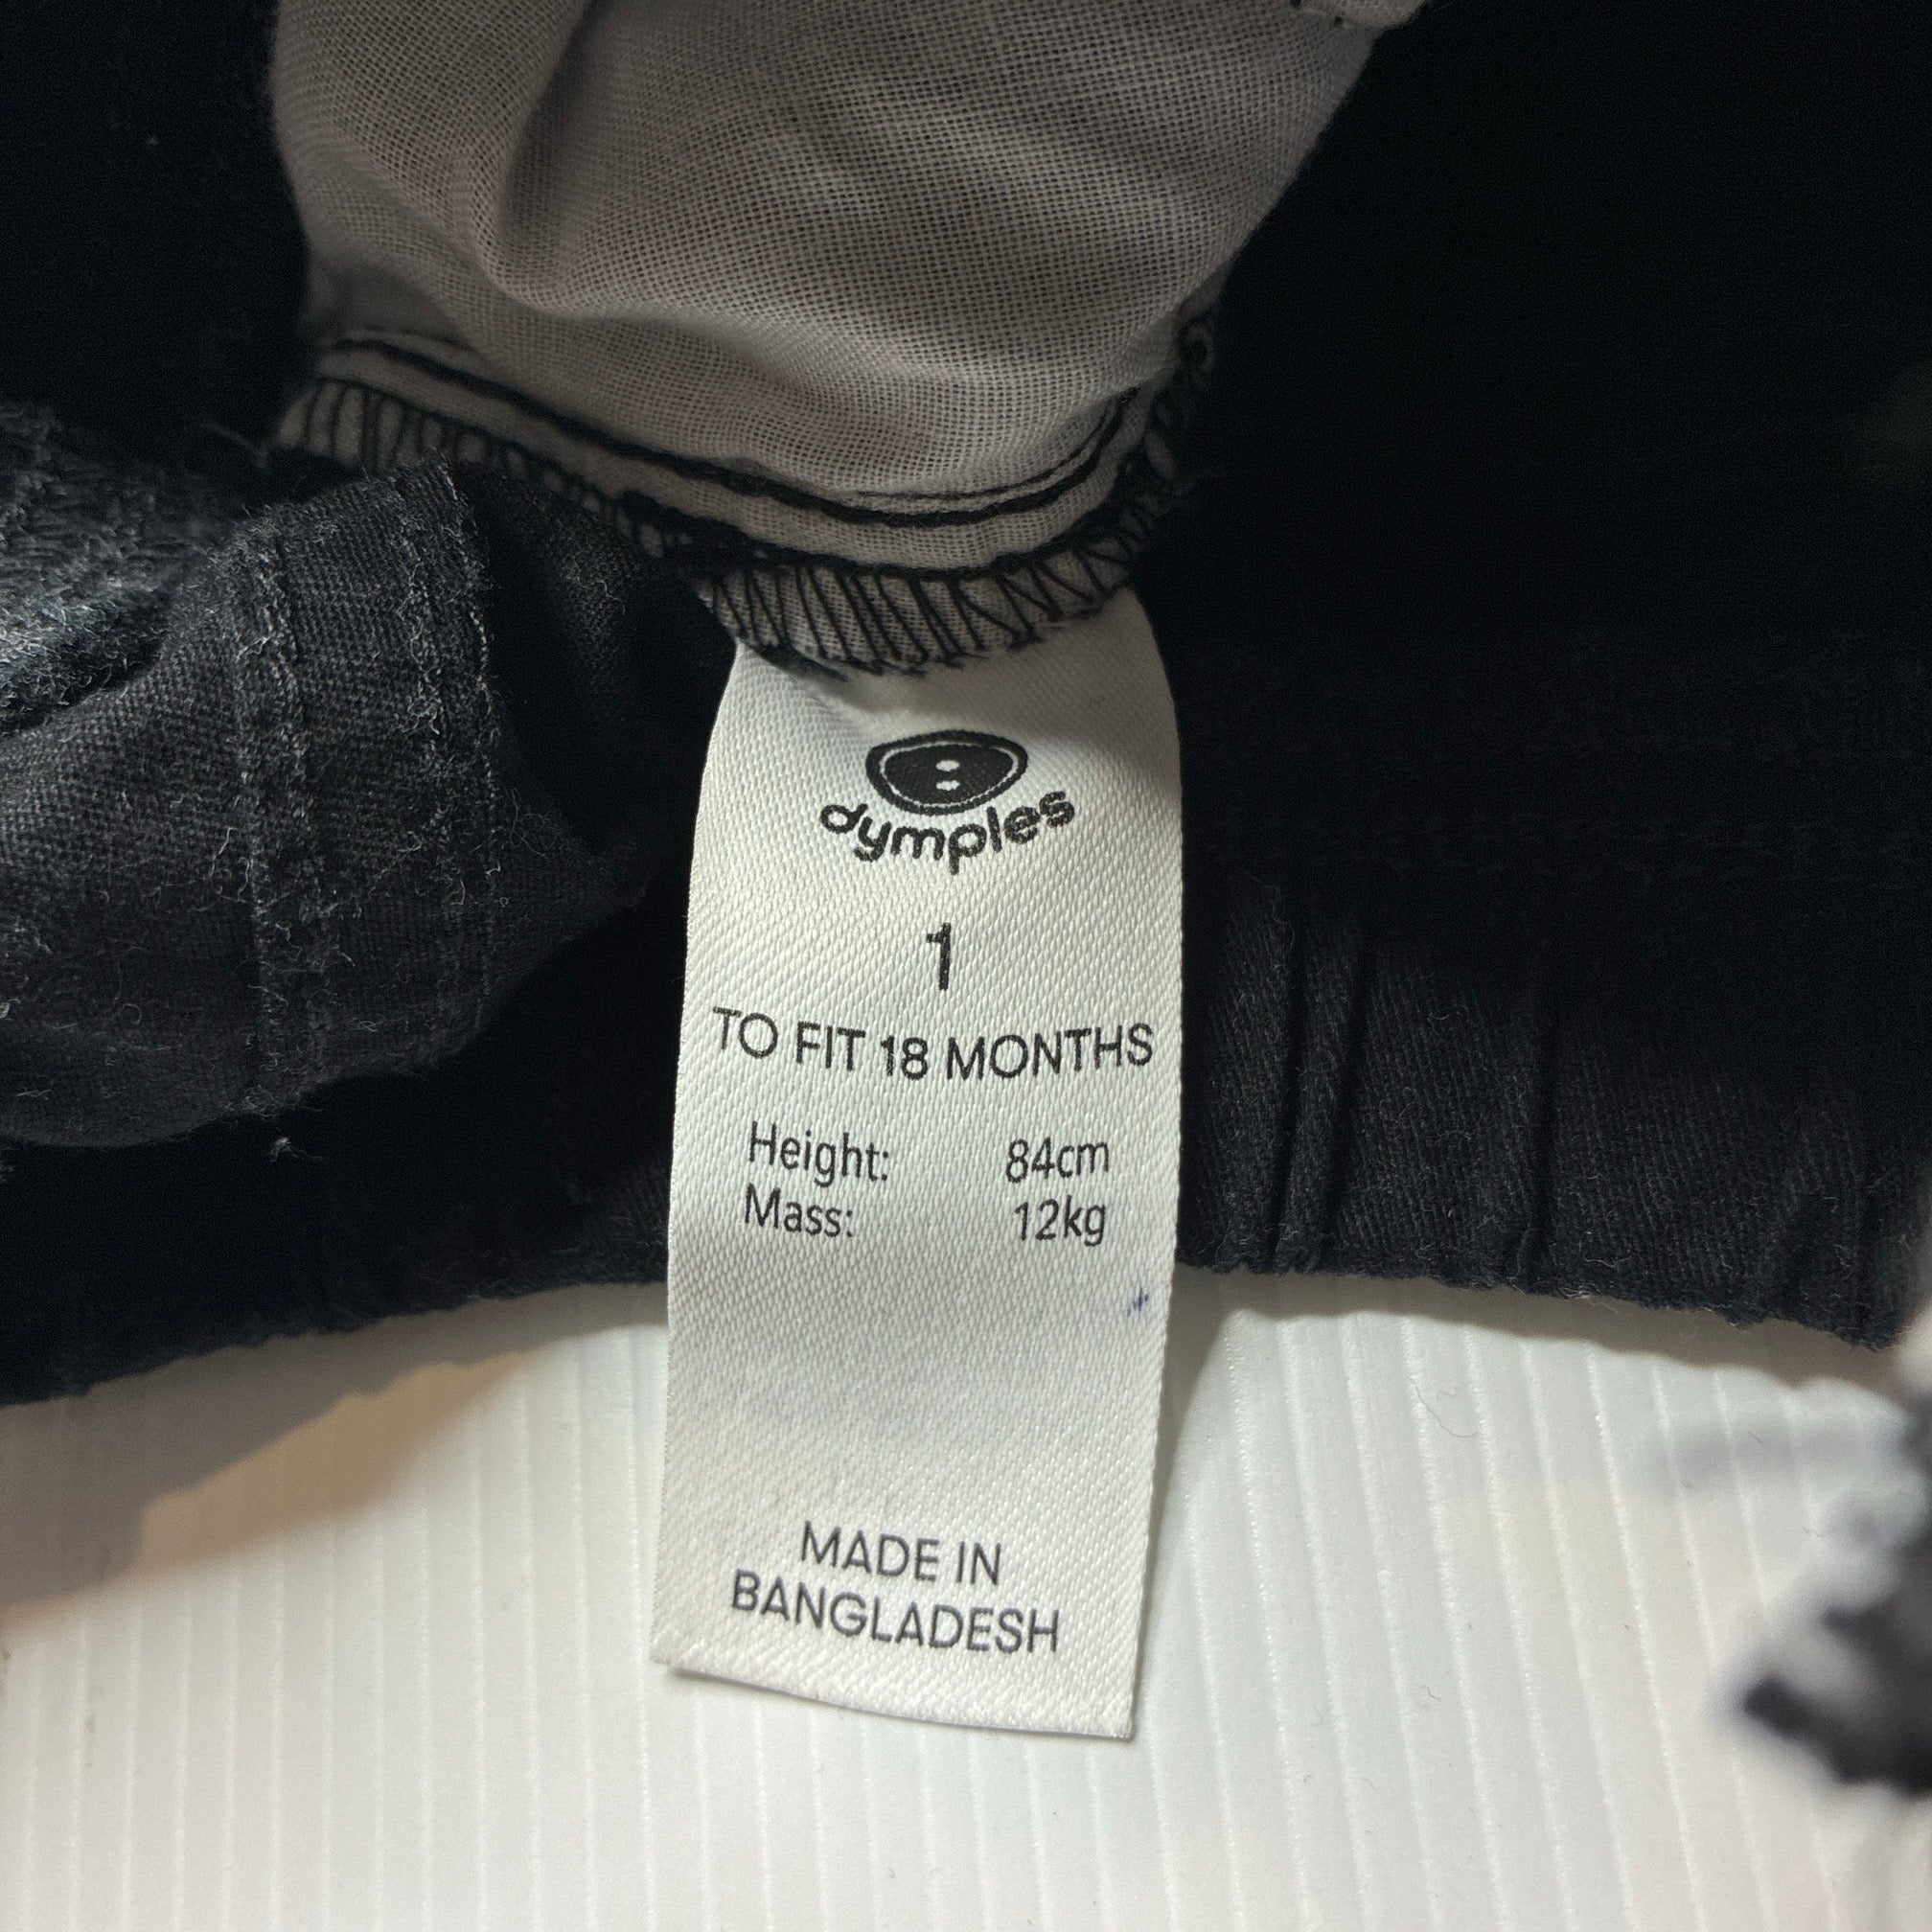 dymples
1
TO FIT 18 MONTHS
Height: 84cm
Mass: 12kg
MADE IN
BANGLADESH